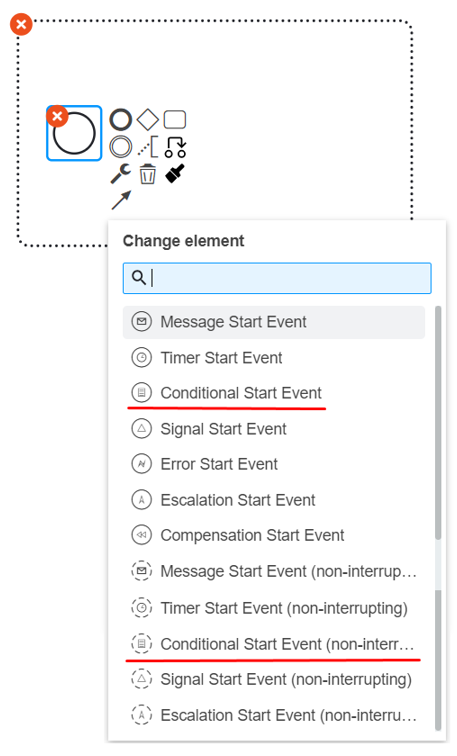 Change element
Message Start Event
Timer Start Event
Conditional Start Event
Signal Start Event
Error Start Event
Escalation Start Event
Compensation Start Event
Message Start Event (non-interrup...
Timer Start Event (non-interrupting)
Conditional Start Event (non-interr...
Signal Start Event (non-interrupting)
Escalation Start Event (non-interru...